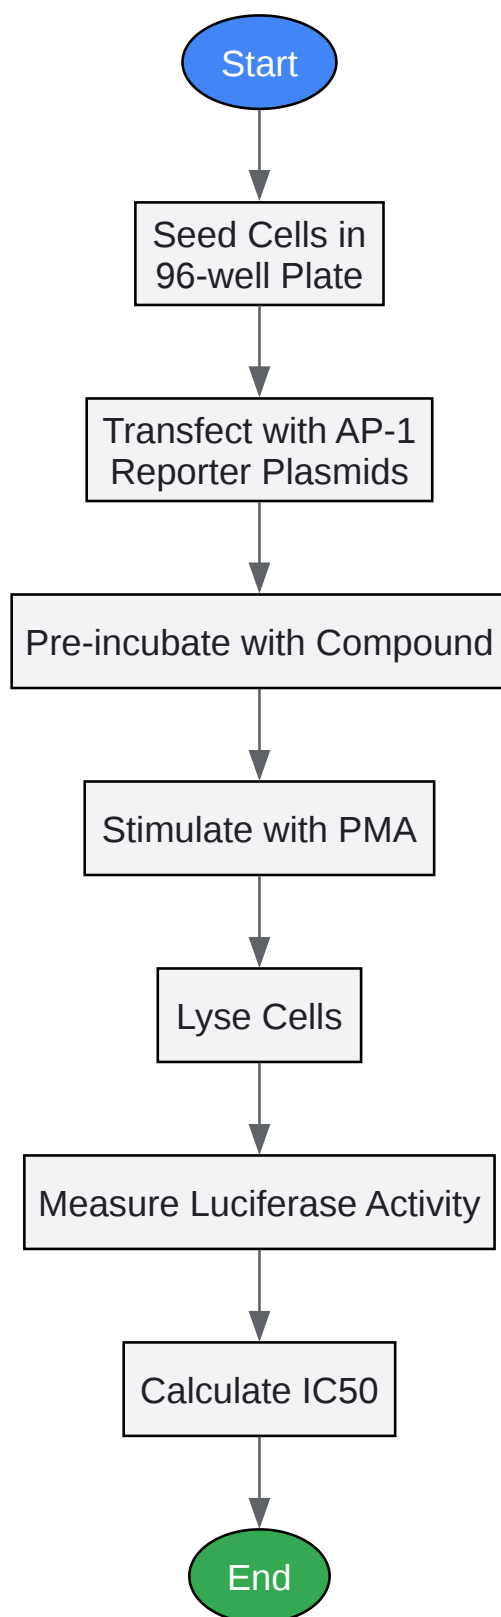 Start
Seed Cells in
96-well Plate
Transfect with AP-1
Reporter Plasmids
Pre-incubate with Compound
Stimulate with PMA
Lyse Cells
Measure Luciferase Activity
Calculate IC50
End